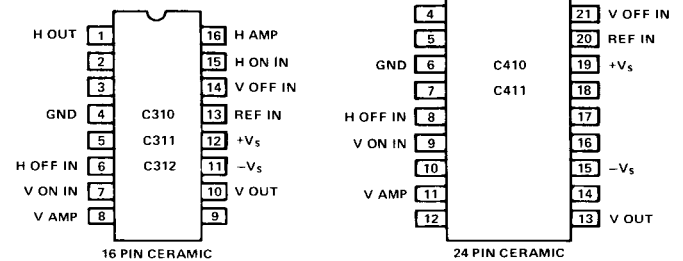 H OUT 1 16 H AMP
2 15 H ON IN
3 14 V OFF IN
GND 4 C310 13 REF IN
5 C311 12 +Vs
H OFF IN 6 C312 11 −Vs
V ON IN 7 10 V OUT
V AMP 8 9
16 PIN CERAMIC
4 21 V OFF IN
5 20 REF IN
GND 6 C410 19 +Vs
7 C411 18
H OFF IN 8 17
V ON IN 9 16
10 15 −Vs
V AMP 11 14
12 13 V OUT
24 PIN CERAMIC